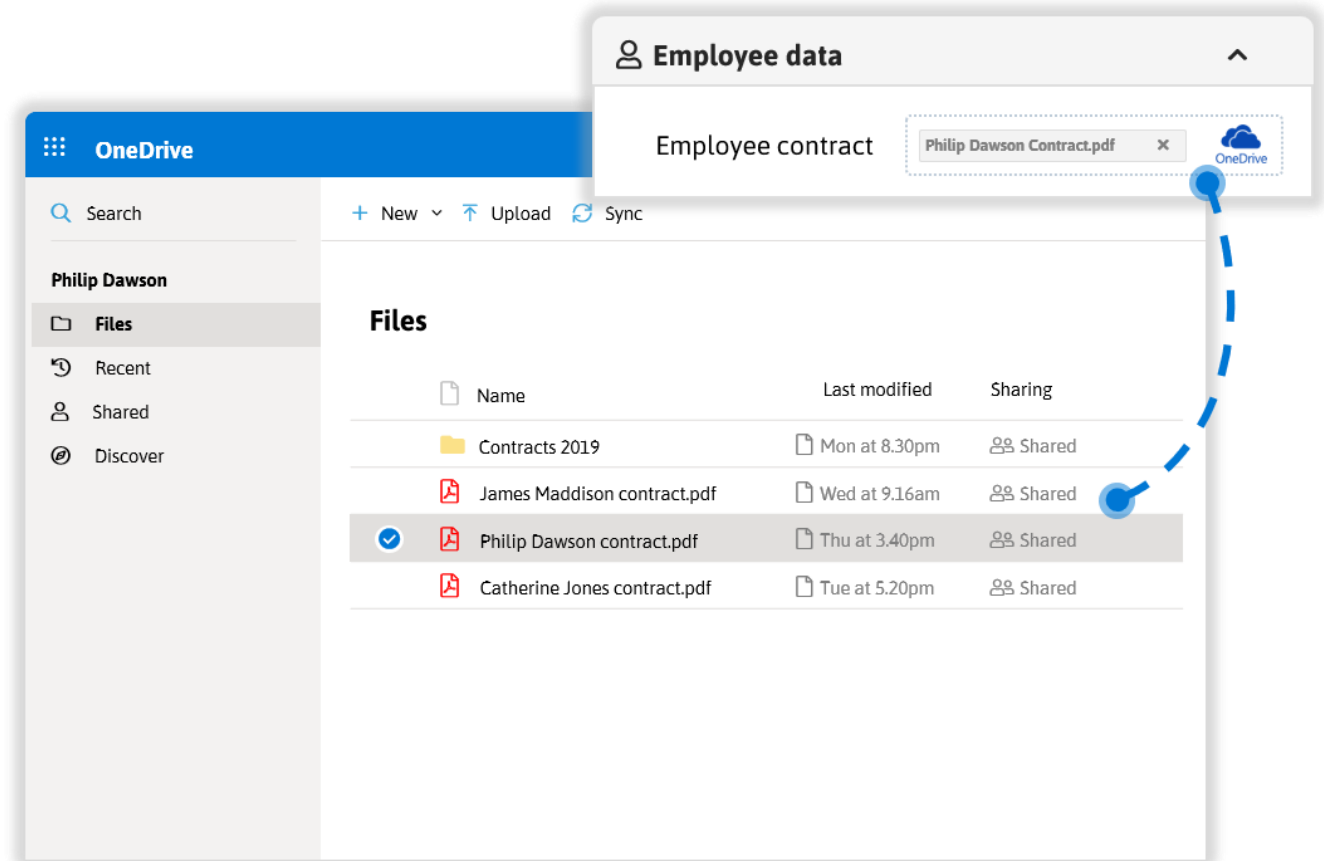 Employee data
Employee contract Philip Dawson Contract.pdf OneDrive
OneDrive
Search
New Upload Sync
Philip Dawson
Files
Recent
Shared
Discover
Files
Name Last modified Sharing
Contracts 2019 Mon at 8.30pm Shared
James Maddison contract.pdf Wed at 9.16am Shared
Philip Dawson contract.pdf Thu at 3.40pm Shared
Catherine Jones contract.pdf Tue at 5.20pm Shared